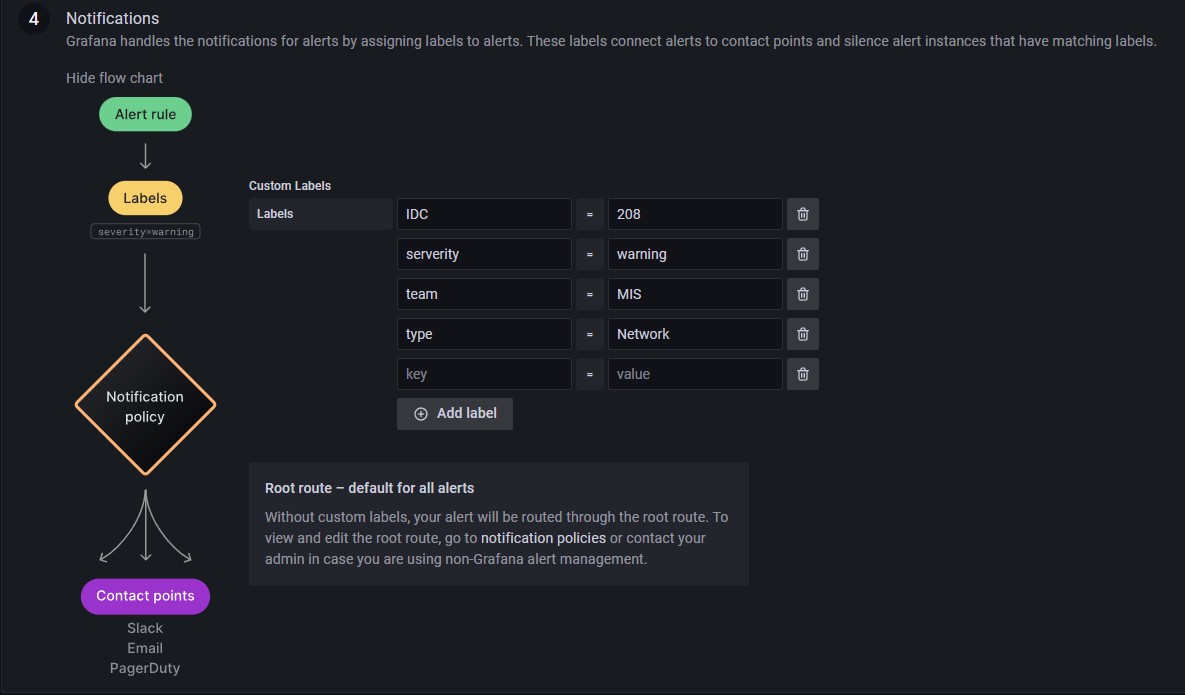 4
Notifications
Grafana handles the notifications for alerts by assigning labels to alerts. These labels connect alerts to contact points and silence alert instances that have matching labels.
Hide flow chart
Alert rule
Labels
severity=warning
Notification
policy
Contact points
Slack
Email
PagerDuty
Custom Labels
Labels
IDC = 208
serverity = warning
team = MIS
type = Network
key = value
Add label
Root route – default for all alerts
Without custom labels, your alert will be routed through the root route. To
view and edit the root route, go to notification policies or contact your
admin in case you are using non-Grafana alert management.